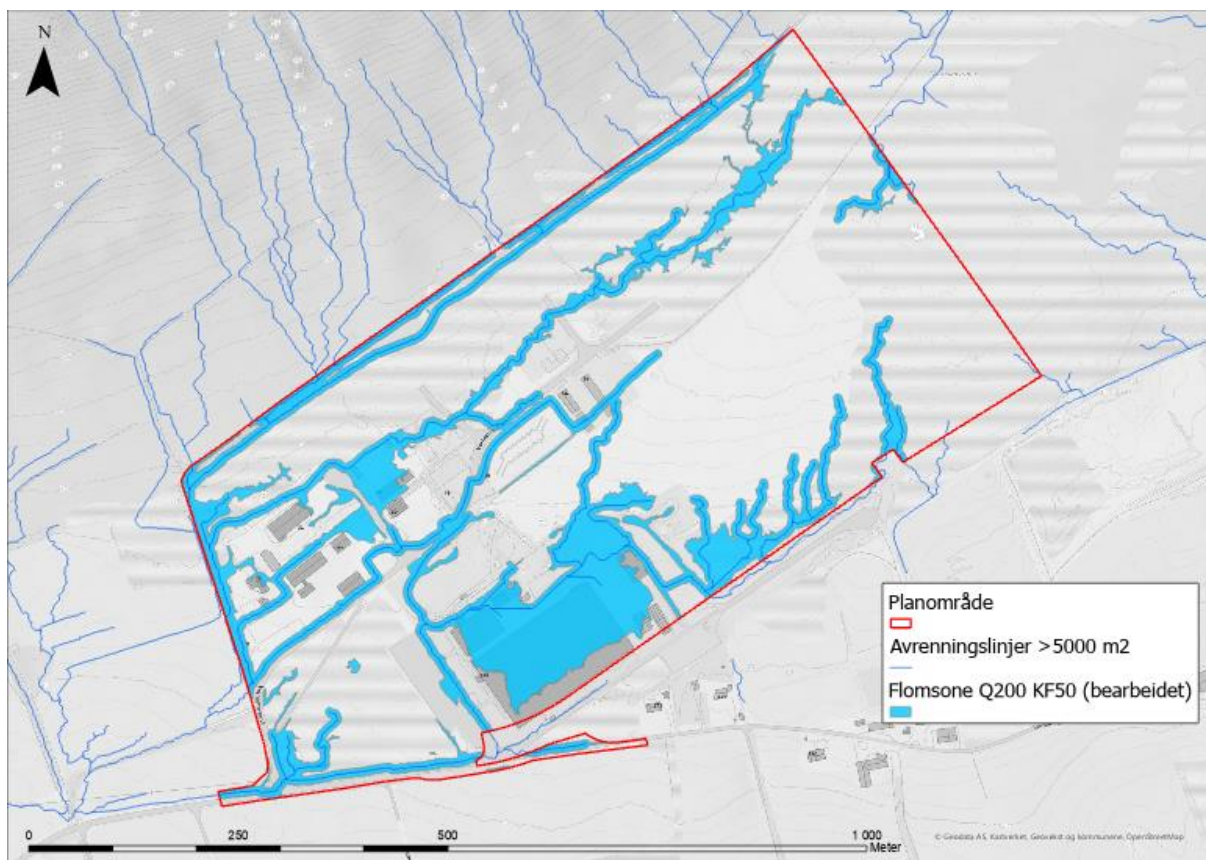 N
Planområde
Avrenningslinjer >5000 m2
Flomsone Q200 KF50 (bearbeidet)
0
250
500
1 000
Meter
© Geodata AS, Kartverket, Geovekst og kommunene, OpenStreetMap